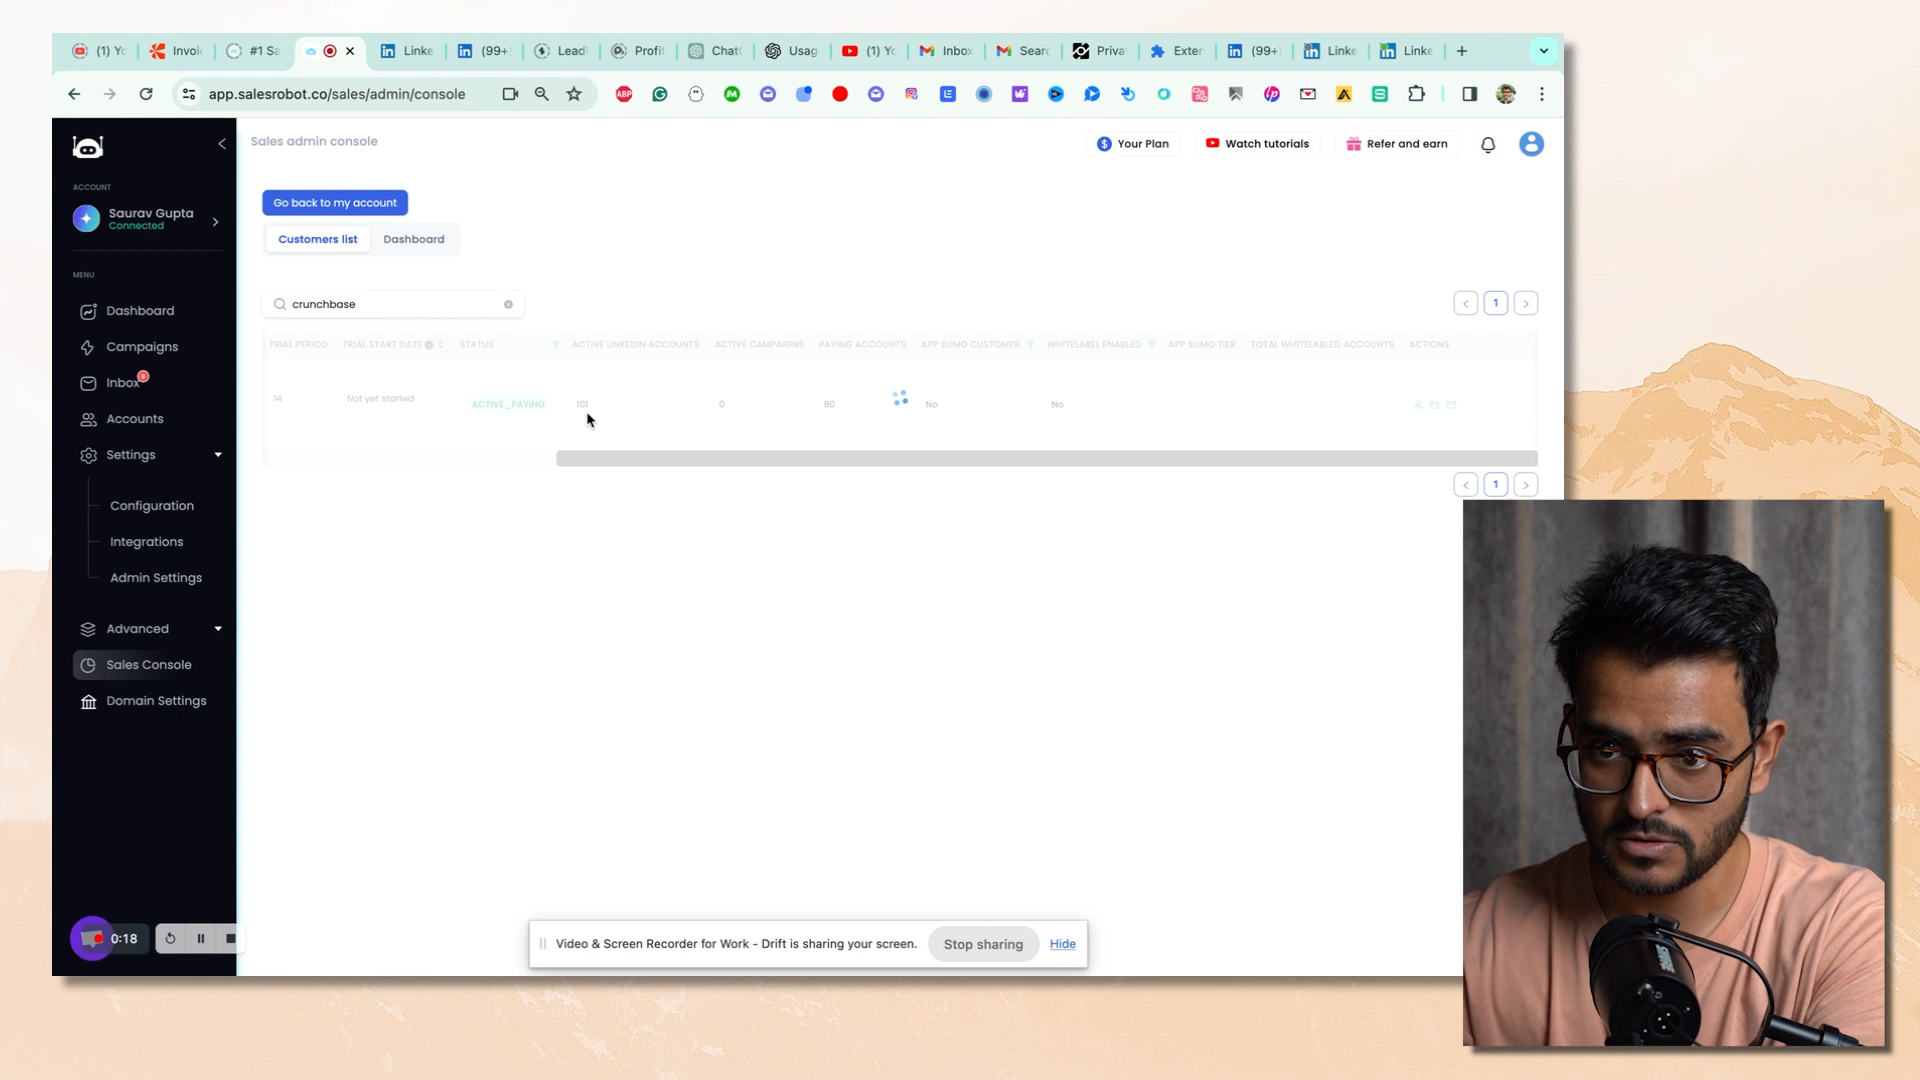 (1) Yo
Invoic
#1 Sa
Linke
(99+)
Leadl
Profit
Chat
Usag
(1) Yo
Inbox
Searc
Priva
Exten
(99+)
Linke
Linke
app.salesrobot.co/sales/admin/console
Sales admin console
Your Plan
Watch tutorials
Refer and earn
ACCOUNT
Saurav Gupta
Connected
MENU
Dashboard
Campaigns
Inbox
Accounts
Settings
Configuration
Integrations
Admin Settings
Advanced
Sales Console
Domain Settings
Go back to my account
Customers list Dashboard
crunchbase
< 1 >
TRIAL PERIOD TRIAL START DATE STATUS ACTIVE LINKEDIN ACCOUNTS ACTIVE CAMPAIGNS PAYING ACCOUNTS APP SUMO CUSTOMER WHITELABEL ENABLED APP SUMO TIER TOTAL WHITELABLED ACCOUNTS ACTIONS
14 Not yet started ACTIVE_PAYING 101 0 90 No No
< 1 >
0:18
Video & Screen Recorder for Work - Drift is sharing your screen. Stop sharing Hide